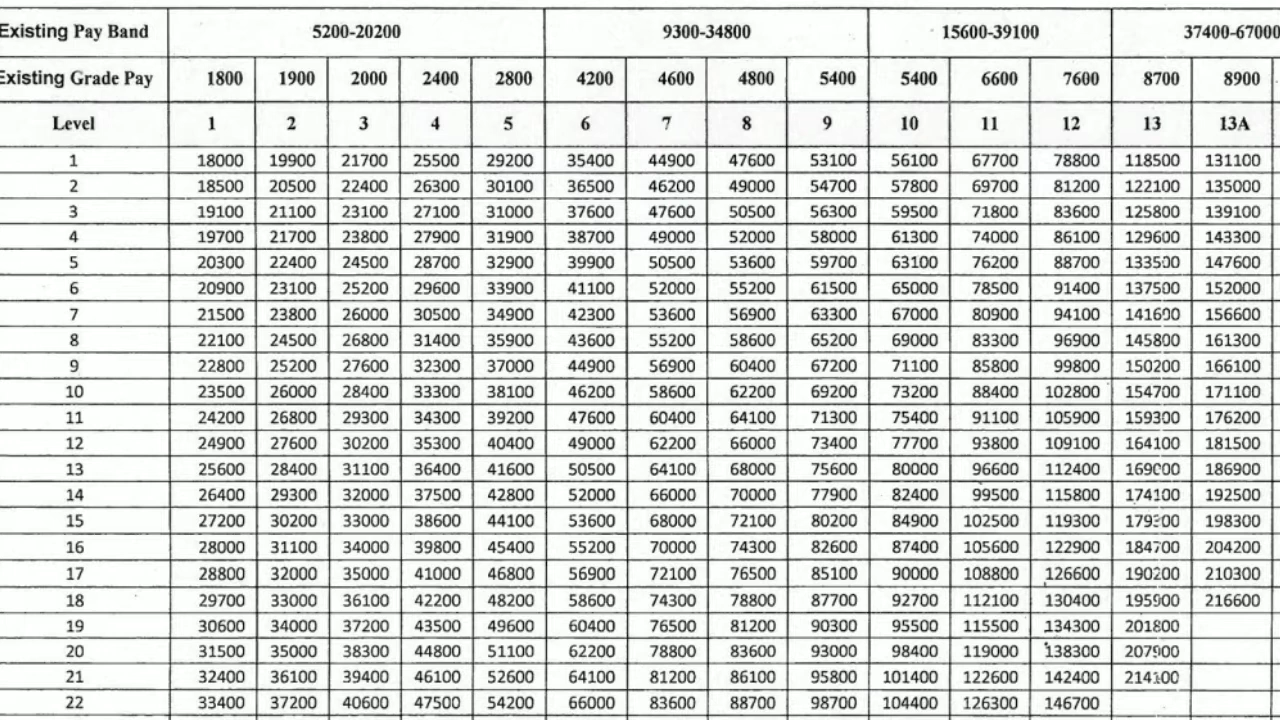 Existing Pay Band 5200-20200 9300-34800 15600-39100 37400-67000
Existing Grade Pay 1800 1900 2000 2400 2800 4200 4600 4800 5400 5400 6600 7600 8700 8900
Level 1 2 3 4 5 6 7 8 9 10 11 12 13 13A
1 18000 19900 21700 25500 29200 35400 44900 47600 53100 56100 67700 78800 118500 131100
2 18500 20500 22400 26300 30100 36500 46200 49000 54700 57800 69700 81200 122100 135000
3 19100 21100 23100 27100 31000 37600 47600 50500 56300 59500 71800 83600 125800 139100
4 19700 21700 23800 27900 31900 38700 49000 52000 58000 61300 74000 86100 129600 143300
5 20300 22400 24500 28700 32900 39900 50500 53600 59700 63100 76200 88700 133500 147600
6 20900 23100 25200 29600 33900 41100 52000 55200 61500 65000 78500 91400 137500 152000
7 21500 23800 26000 30500 34900 42300 53600 56900 63300 67000 80900 94100 141600 156600
8 22100 24500 26800 31400 35900 43600 55200 58600 65200 69000 83300 96900 145800 161300
9 22800 25200 27600 32300 37000 44900 56900 60400 67200 71100 85800 99800 150200 166100
10 23500 26000 28400 33300 38100 46200 58600 62200 69200 73200 88400 102800 154700 171100
11 24200 26800 29300 34300 39200 47600 60400 64100 71300 75400 91100 105900 159300 176200
12 24900 27600 30200 35300 40400 49000 62200 66000 73400 77700 93800 109100 164100 181500
13 25600 28400 31100 36400 41600 50500 64100 68000 75600 80000 96600 112400 169000 186900
14 26400 29300 32000 37500 42800 52000 66000 70000 77900 82400 99500 115800 174100 192500
15 27200 30200 33000 38600 44100 53600 68000 72100 80200 84900 102500 119300 179300 198300
16 28000 31100 34000 39800 45400 55200 70000 74300 82600 87400 105600 122900 184700 204200
17 28800 32000 35000 41000 46800 56900 72100 76500 85100 90000 108800 126600 190200 210300
18 29700 33000 36100 42200 48200 58600 74300 78800 87700 92700 112100 130400 195900 216600
19 30600 34000 37200 43500 49600 60400 76500 81200 90300 95500 115500 134300 201800
20 31500 35000 38300 44800 51100 62200 78800 83600 93000 98400 119000 138300 207900
21 32400 36100 39400 46100 52600 64100 81200 86100 95800 101400 122600 142400 214100
22 33400 37200 40600 47500 54200 66000 83600 88700 98700 104400 126300 146700